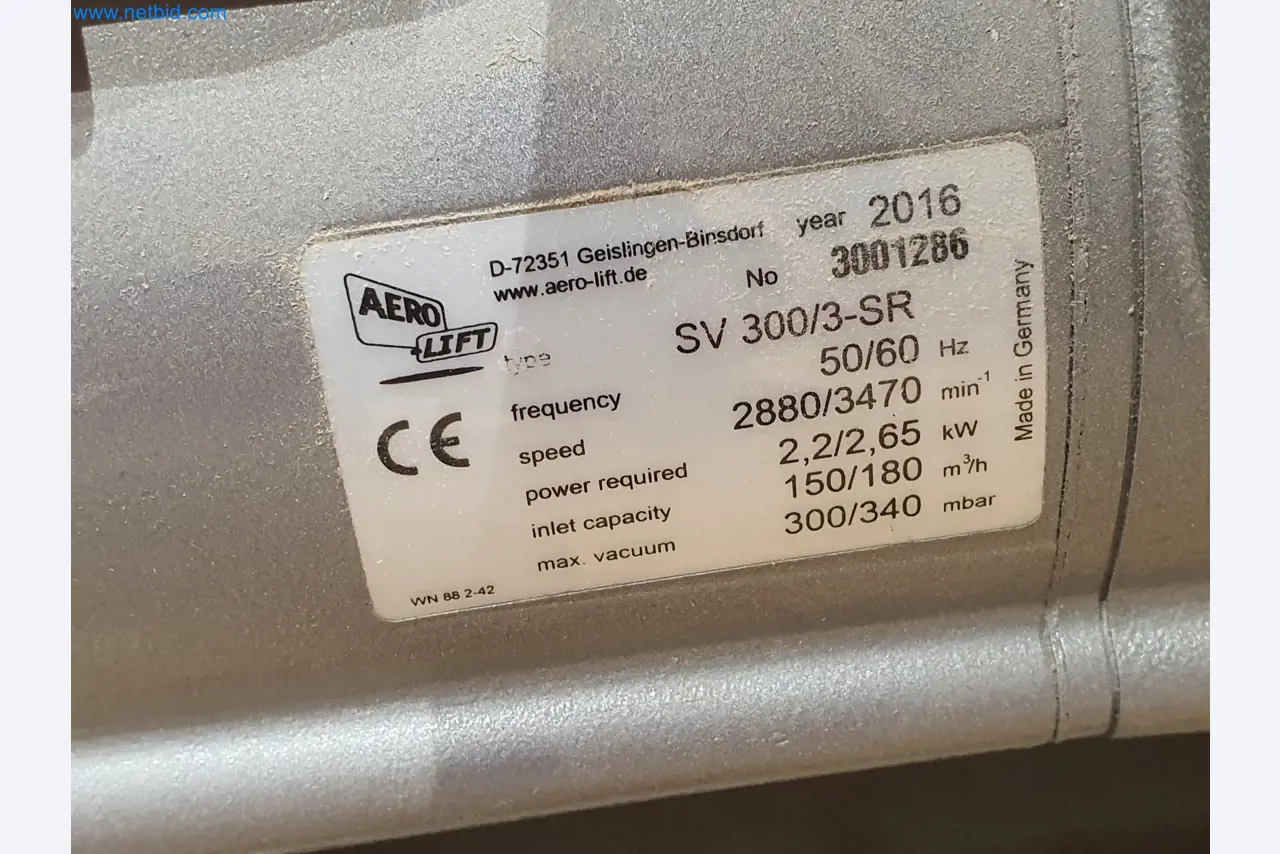 www.netbid.com
D-72351 Geislingen-Binsdorf year 2016
www.aero-lift.de No 3001286
AERO
LIFT
type SV 300/3-SR
frequency 50/60 Hz
speed 2880/3470 min⁻¹
power required 2,2/2,65 kW
inlet capacity 150/180 m³/h
max. vacuum 300/340 mbar
CE
WN 88 2-42
Made in Germany